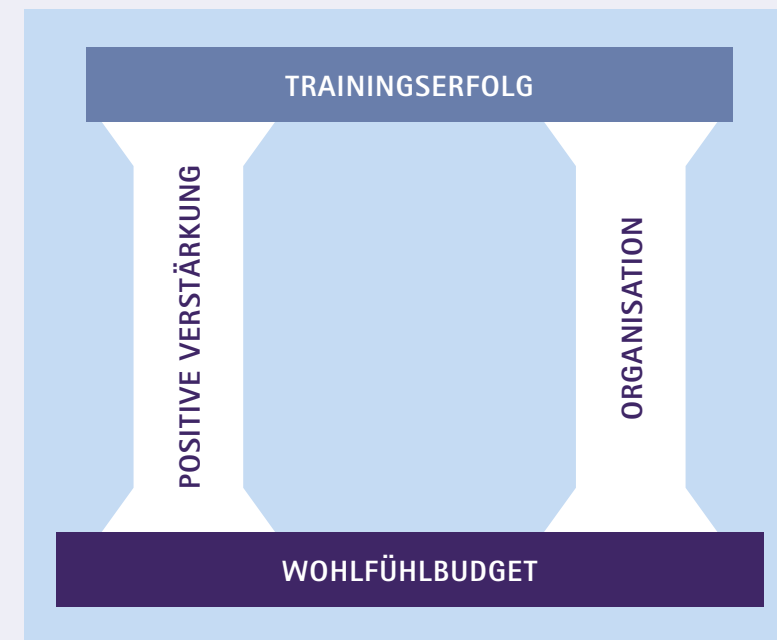 TRAININGSERFOLG
POSITIVE VERSTÄRKUNG
ORGANISATION
WOHLFÜHLBUDGET